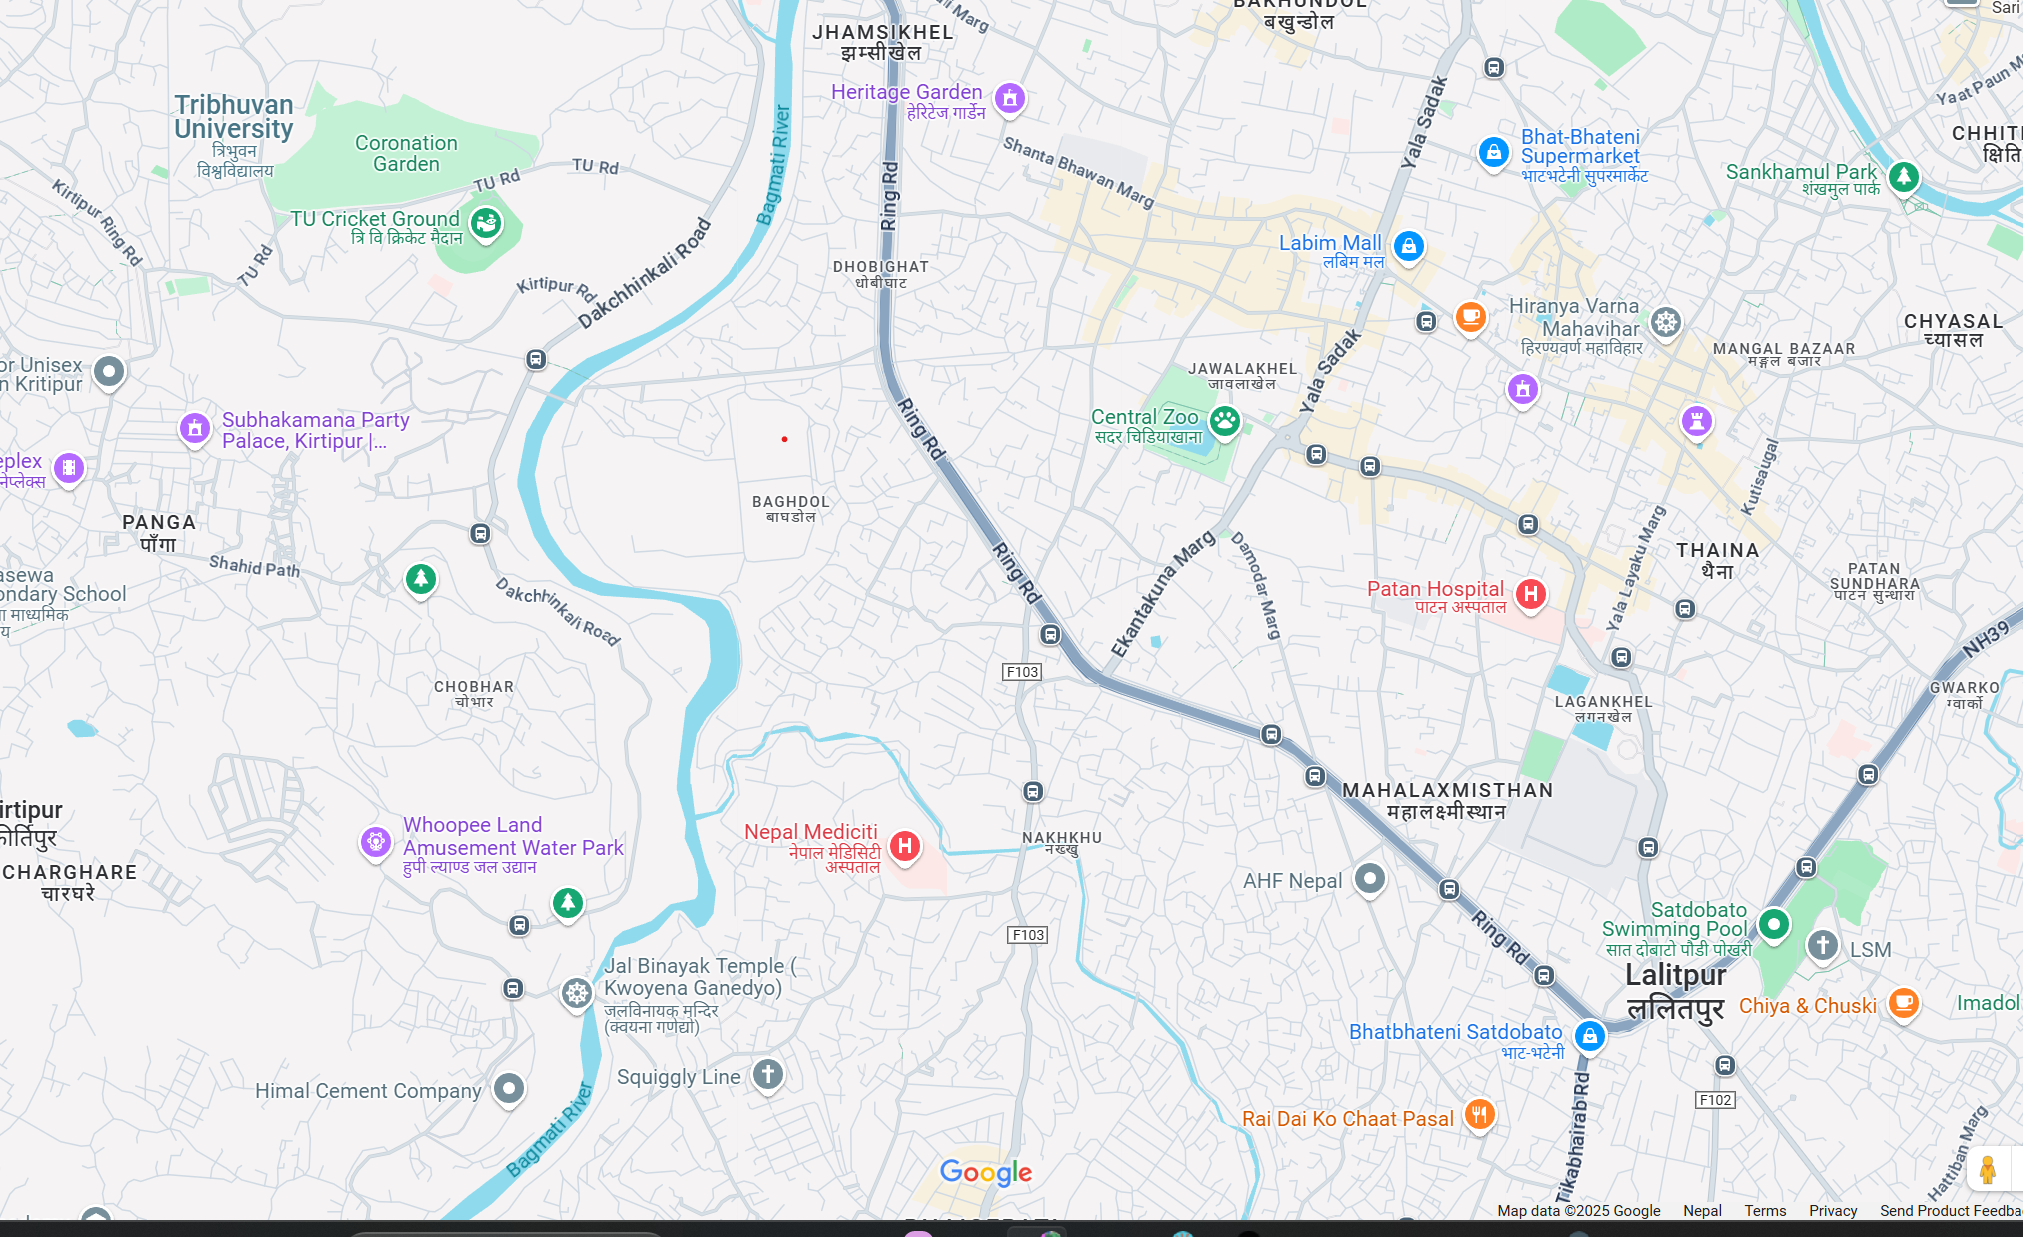 BAKHUNDOL
बखुन्डोल
Sari
JHAMSIKHEL
झम्सीखेल
Marg
Heritage Garden
हेरिटेज गार्डेन
Tribhuvan
University
त्रिभुवन
विश्वविद्यालय
Coronation
Garden
TU Rd
TU Rd
TU Rd
TU Cricket Ground
त्रि वि क्रिकेट मैदान
Kirtipur Ring Rd
Kirtipur Rd
Dakchhinkali Road
Bagmati River
Ring Rd
Shanta Bhawan Marg
Yala Sadak
Bhat-Bhateni
Supermarket
भाटभटेनी सुपरमार्केट
Yaat Paun M
CHHITI
क्षिति
Sankhamul Park
शंखमुल पार्क
Labim Mall
लबिम मल
DHOBIGHAT
धोबीघाट
Hiranya Varna
Mahavihar
हिरण्यवर्ण महाविहार
CHYASAL
च्यासल
MANGAL BAZAAR
मङ्गल बजार
JAWALAKHEL
जावलाखेल
Yala Sadak
Central Zoo
सदर चिडियाखाना
or Unisex
n Kritipur
Subhakamana Party
Palace, Kirtipur |...
eplex
नेप्लेक्स
Ring Rd
BAGHDOL
बाघडोल
Kutisaugal
PANGA
पाँगा
Shahid Path
asewa
ondary School
ा माध्यमिक
य
Dakchhinkali Road
Ring Rd
Ekantakuna Marg
Damodar Marg
Patan Hospital
पाटन अस्पताल
Yala Layaku Marg
THAINA
थैना
PATAN
SUNDHARA
पाटन सुन्धारा
NH39
F103
CHOBHAR
चोभार
LAGANKHEL
लगनखेल
GWARKO
ग्वार्को
MAHALAXMISTHAN
महालक्ष्मीस्थान
irtipur
कीर्तिपुर
CHARGHARE
चारघरे
Whoopee Land
Amusement Water Park
हुपी ल्याण्ड जल उद्यान
Nepal Mediciti
नेपाल मेडिसिटी
अस्पताल
NAKHKHU
नख्खु
AHF Nepal
F103
Ring Rd
Satdobato
Swimming Pool
सात दोबाटो पौडी पोखरी
LSM
Lalitpur
ललितपुर
Chiya & Chuski
Imadol
Jal Binayak Temple (
Kwoyena Ganedyo)
जलविनायक मन्दिर
(क्वयना गणेद्यो)
Bhatbhateni Satdobato
भाट-भटेनी
Himal Cement Company
Squiggly Line
Bagmati River
Rai Dai Ko Chaat Pasal
Tikabhairab Rd
F102
Hattiban Marg
Google
Map data ©2025 Google Nepal Terms Privacy Send Product Feedba